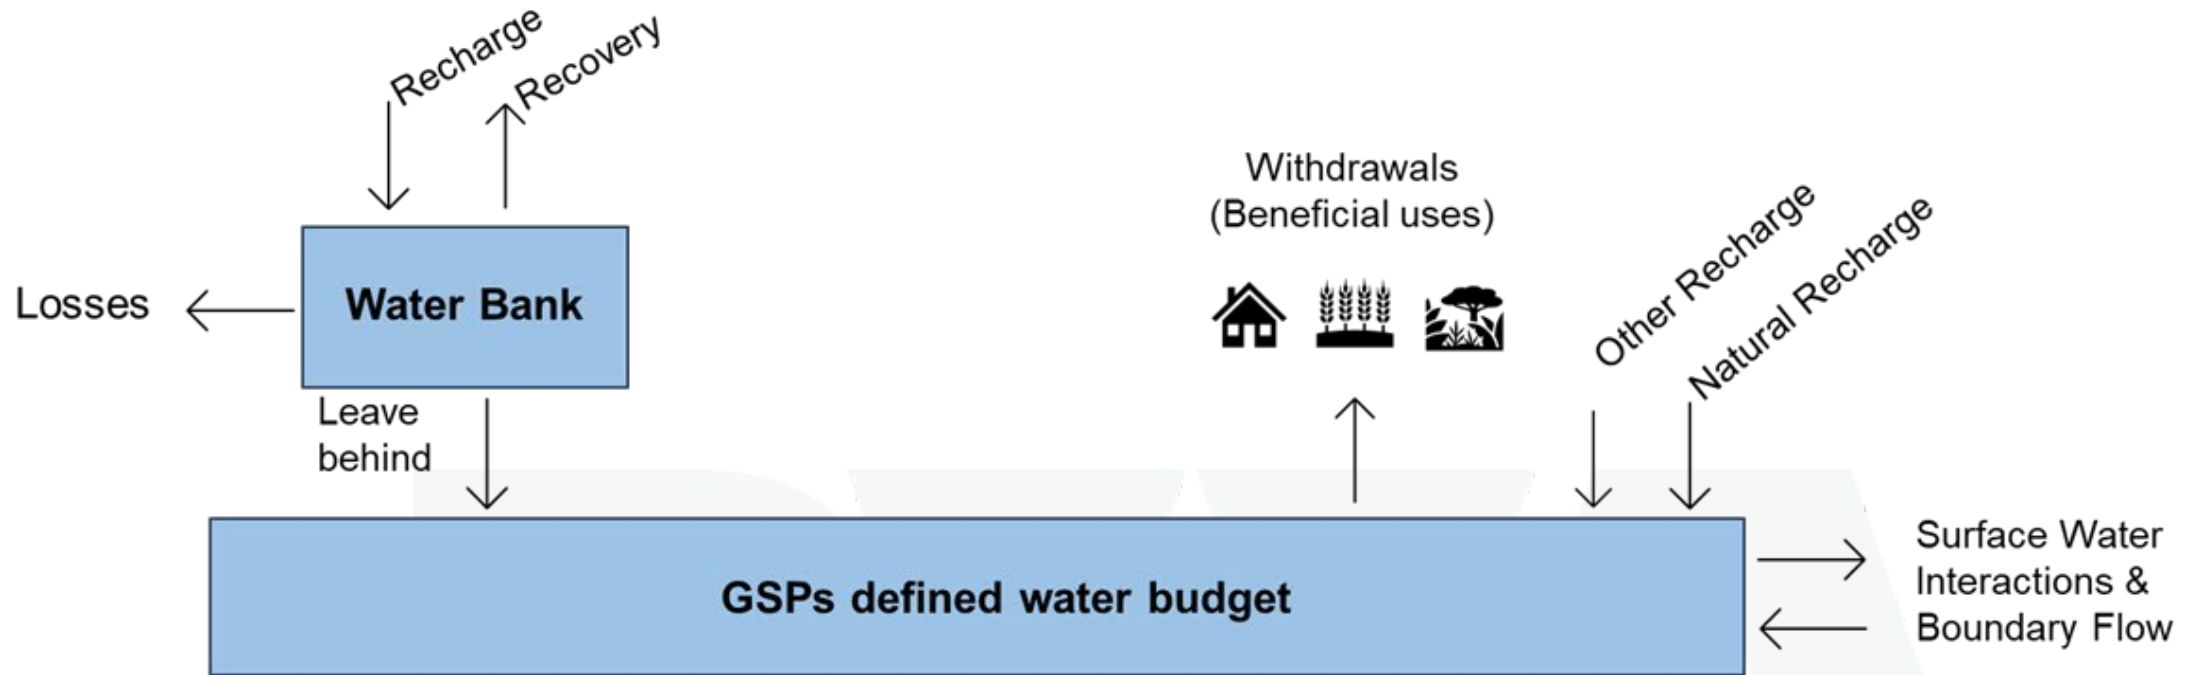 Recharge
Recovery
Withdrawals
(Beneficial uses)
Other Recharge
Natural Recharge
Losses
Water Bank
Leave
behind
GSPs defined water budget
Surface Water
Interactions &
Boundary Flow